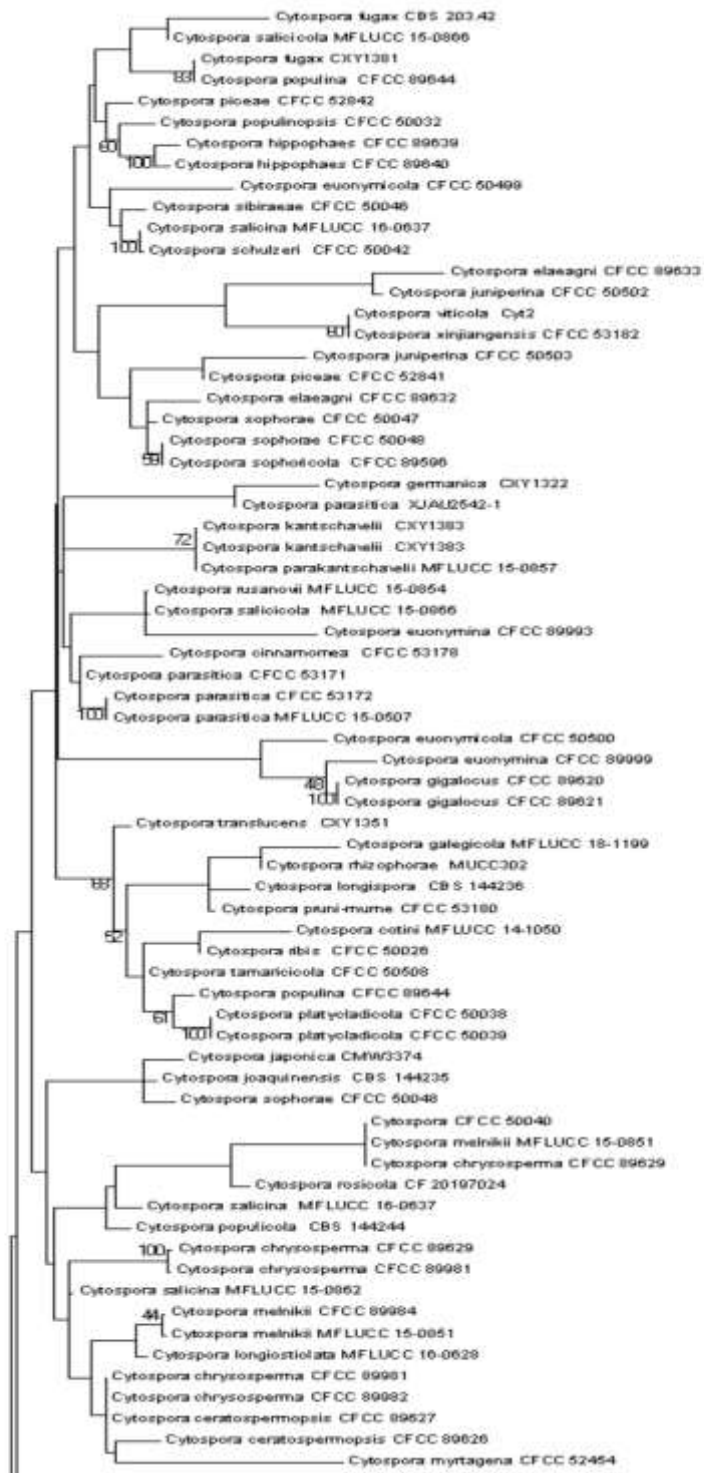 Cytospora fugax CBS 203.42
Cytospora salicicola MFLUCC 15-0866
Cytospora fugax CXY1381
83
Cytospora populina CFCC 89644
Cytospora piceae CFCC 52842
Cytospora populinopsis CFCC 50032
60
Cytospora hippophaes CFCC 89639
100
Cytospora hippophaes CFCC 89640
Cytospora euonymicola CFCC 50499
Cytospora sibiraeae CFCC 50046
Cytospora salicina MFLUCC 16-0637
100
Cytospora schulzeri CFCC 50042
Cytospora elaeagni CFCC 89633
Cytospora juniperina CFCC 50502
Cytospora viticola Cyt2
60
Cytospora xinjiangensis CFCC 53182
Cytospora juniperina CFCC 50503
Cytospora piceae CFCC 52841
Cytospora elaeagni CFCC 89632
Cytospora sophorae CFCC 50047
Cytospora sophorae CFCC 50048
Cytospora sophoricola CFCC 89596
Cytospora germanica CXY1322
Cytospora parasitica XJAU2542-1
72
Cytospora kantschavelii CXY1383
Cytospora kantschavelii CXY1383
Cytospora parakantschavelii MFLUCC 15-0857
Cytospora rusanovii MFLUCC 15-0854
Cytospora salicicola MFLUCC 15-0866
Cytospora euonymina CFCC 89993
Cytospora cinnamomea CFCC 53178
Cytospora parasitica CFCC 53171
Cytospora parasitica CFCC 53172
100
Cytospora parasitica MFLUCC 15-0507
Cytospora euonymicola CFCC 50500
Cytospora euonymina CFCC 89999
48
Cytospora gigalocus CFCC 89620
100
Cytospora gigalocus CFCC 89621
Cytospora translucens CXY1351
Cytospora galegicola MFLUCC 18-1199
Cytospora rhizophorae MUCC302
Cytospora longispora CBS 144236
Cytospora pruni-mume CFCC 53180
Cytospora cotini MFLUCC 14-1050
Cytospora ribis CFCC 50026
Cytospora tamaricicola CFCC 50508
Cytospora populina CFCC 89644
61
Cytospora platycladicola CFCC 50038
100
Cytospora platycladicola CFCC 50039
Cytospora japonica CMW3374
Cytospora joaquinensis CBS 144235
Cytospora sophorae CFCC 50048
Cytospora CFCC 50040
Cytospora melnikii MFLUCC 15-0851
Cytospora chrysosperma CFCC 89629
Cytospora rosicola CF 20197024
Cytospora salicina MFLUCC 16-0637
Cytospora populicola CBS 144244
100
Cytospora chrysosperma CFCC 89629
Cytospora chrysosperma CFCC 89981
Cytospora salicina MFLUCC 15-0862
44
Cytospora melnikii CFCC 89984
Cytospora melnikii MFLUCC 15-0851
Cytospora longiostiolata MFLUCC 16-0628
Cytospora chrysosperma CFCC 89981
Cytospora chrysosperma CFCC 89982
Cytospora ceratospermopsis CFCC 89627
Cytospora ceratospermopsis CFCC 89626
Cytospora myrtagena CFCC 52454